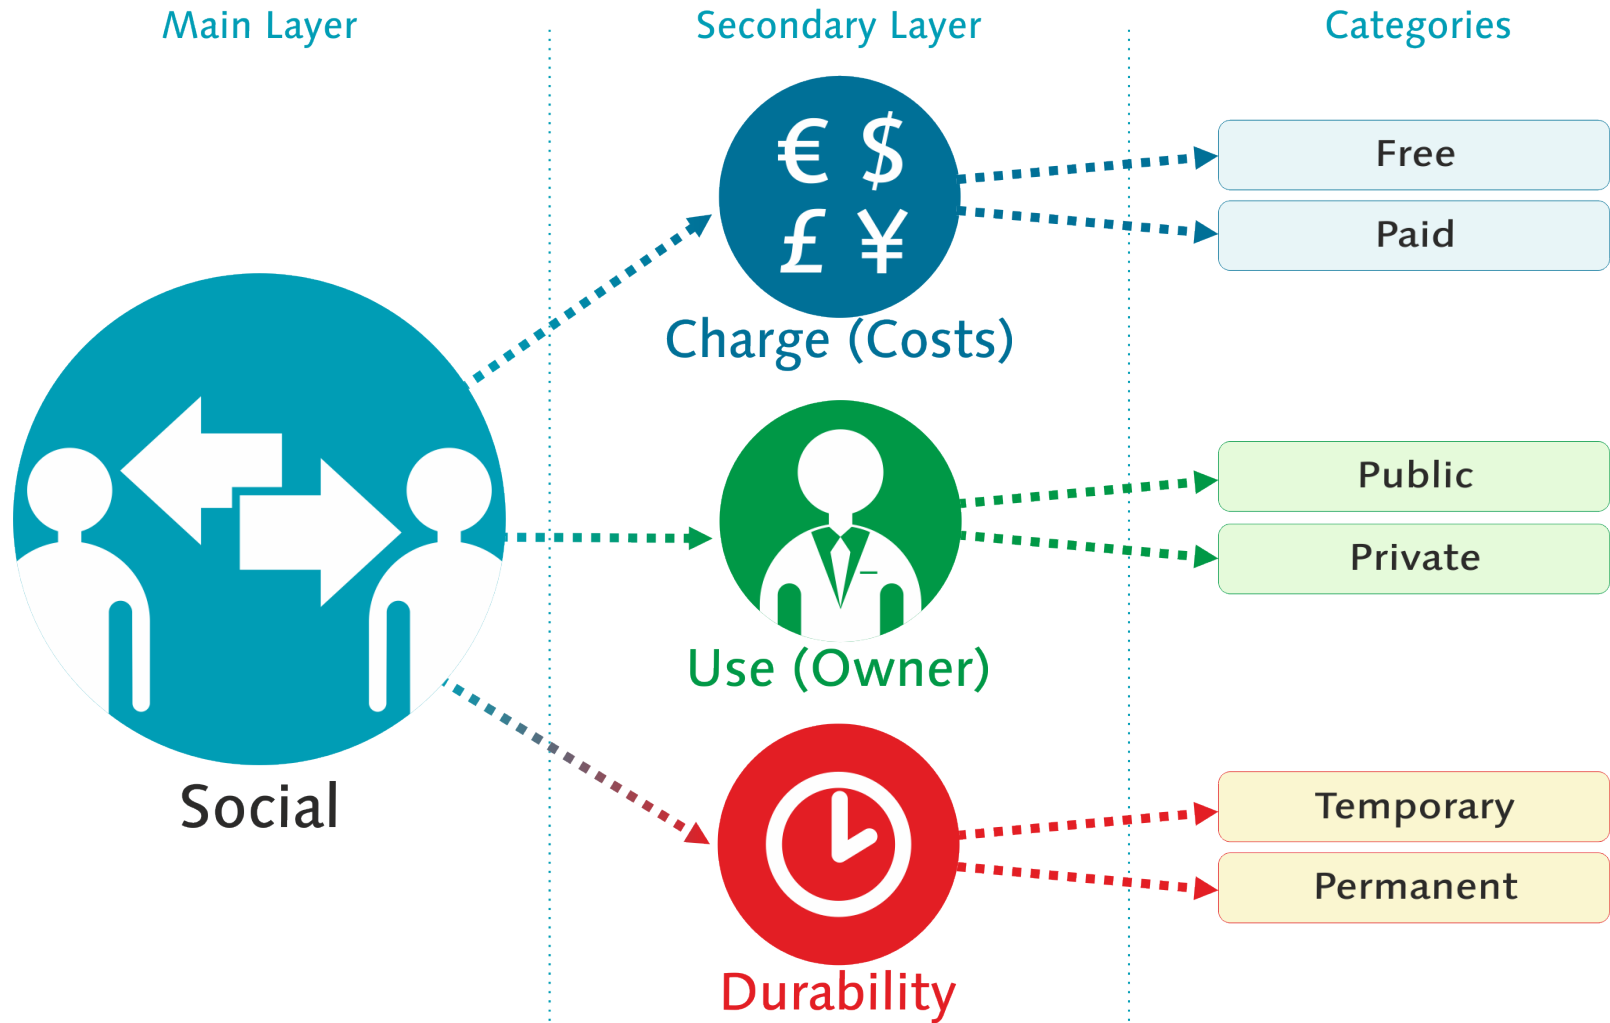 Main Layer
Secondary Layer
Categories
€ $
£ ¥
Charge (Costs)
Free
Paid
Use (Owner)
Public
Private
Social
Durability
Temporary
Permanent